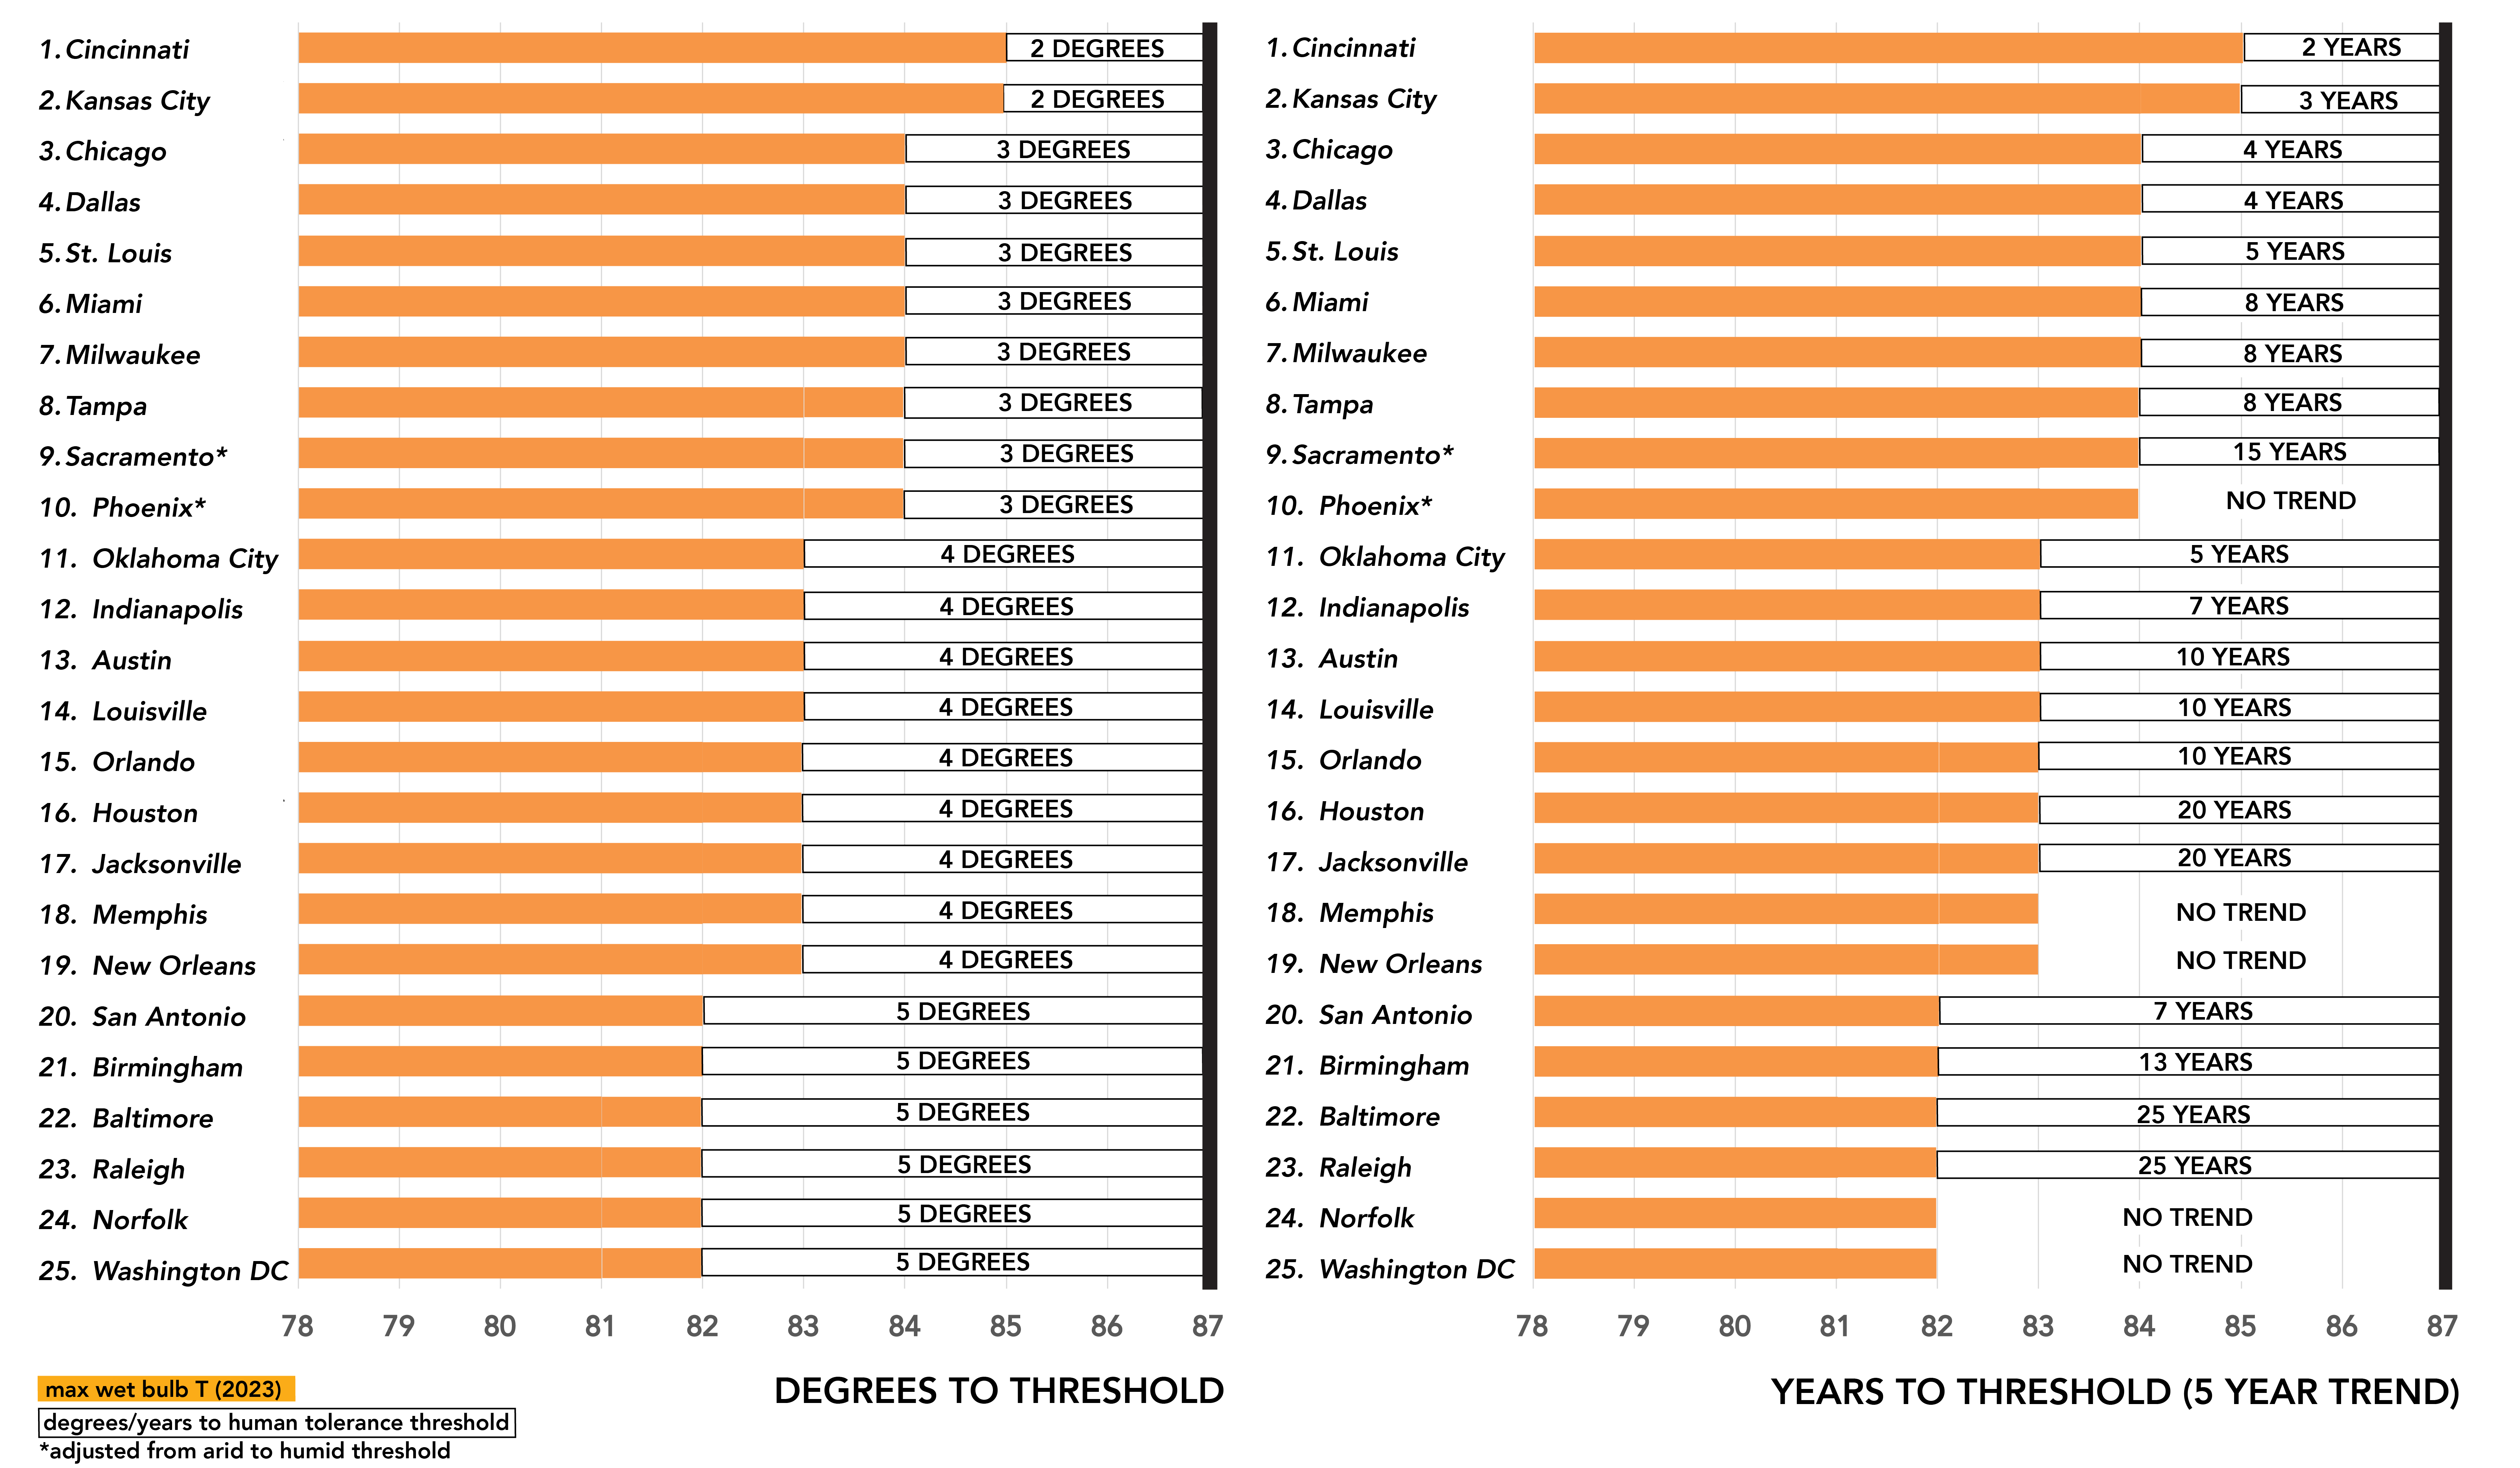 1. Cincinnati 2 DEGREES
2. Kansas City 2 DEGREES
3. Chicago 3 DEGREES
4. Dallas 3 DEGREES
5. St. Louis 3 DEGREES
6. Miami 3 DEGREES
7. Milwaukee 3 DEGREES
8. Tampa 3 DEGREES
9. Sacramento* 3 DEGREES
10. Phoenix* 3 DEGREES
11. Oklahoma City 4 DEGREES
12. Indianapolis 4 DEGREES
13. Austin 4 DEGREES
14. Louisville 4 DEGREES
15. Orlando 4 DEGREES
16. Houston 4 DEGREES
17. Jacksonville 4 DEGREES
18. Memphis 4 DEGREES
19. New Orleans 4 DEGREES
20. San Antonio 5 DEGREES
21. Birmingham 5 DEGREES
22. Baltimore 5 DEGREES
23. Raleigh 5 DEGREES
24. Norfolk 5 DEGREES
25. Washington DC 5 DEGREES
78 79 80 81 82 83 84 85 86 87
DEGREES TO THRESHOLD
max wet bulb T (2023)
degrees/years to human tolerance threshold
*adjusted from arid to humid threshold
1. Cincinnati 2 YEARS
2. Kansas City 3 YEARS
3. Chicago 4 YEARS
4. Dallas 4 YEARS
5. St. Louis 5 YEARS
6. Miami 8 YEARS
7. Milwaukee 8 YEARS
8. Tampa 8 YEARS
9. Sacramento* 15 YEARS
10. Phoenix* NO TREND
11. Oklahoma City 5 YEARS
12. Indianapolis 7 YEARS
13. Austin 10 YEARS
14. Louisville 10 YEARS
15. Orlando 10 YEARS
16. Houston 20 YEARS
17. Jacksonville 20 YEARS
18. Memphis NO TREND
19. New Orleans NO TREND
20. San Antonio 7 YEARS
21. Birmingham 13 YEARS
22. Baltimore 25 YEARS
23. Raleigh 25 YEARS
24. Norfolk NO TREND
25. Washington DC NO TREND
78 79 80 81 82 83 84 85 86 87
YEARS TO THRESHOLD (5 YEAR TREND)